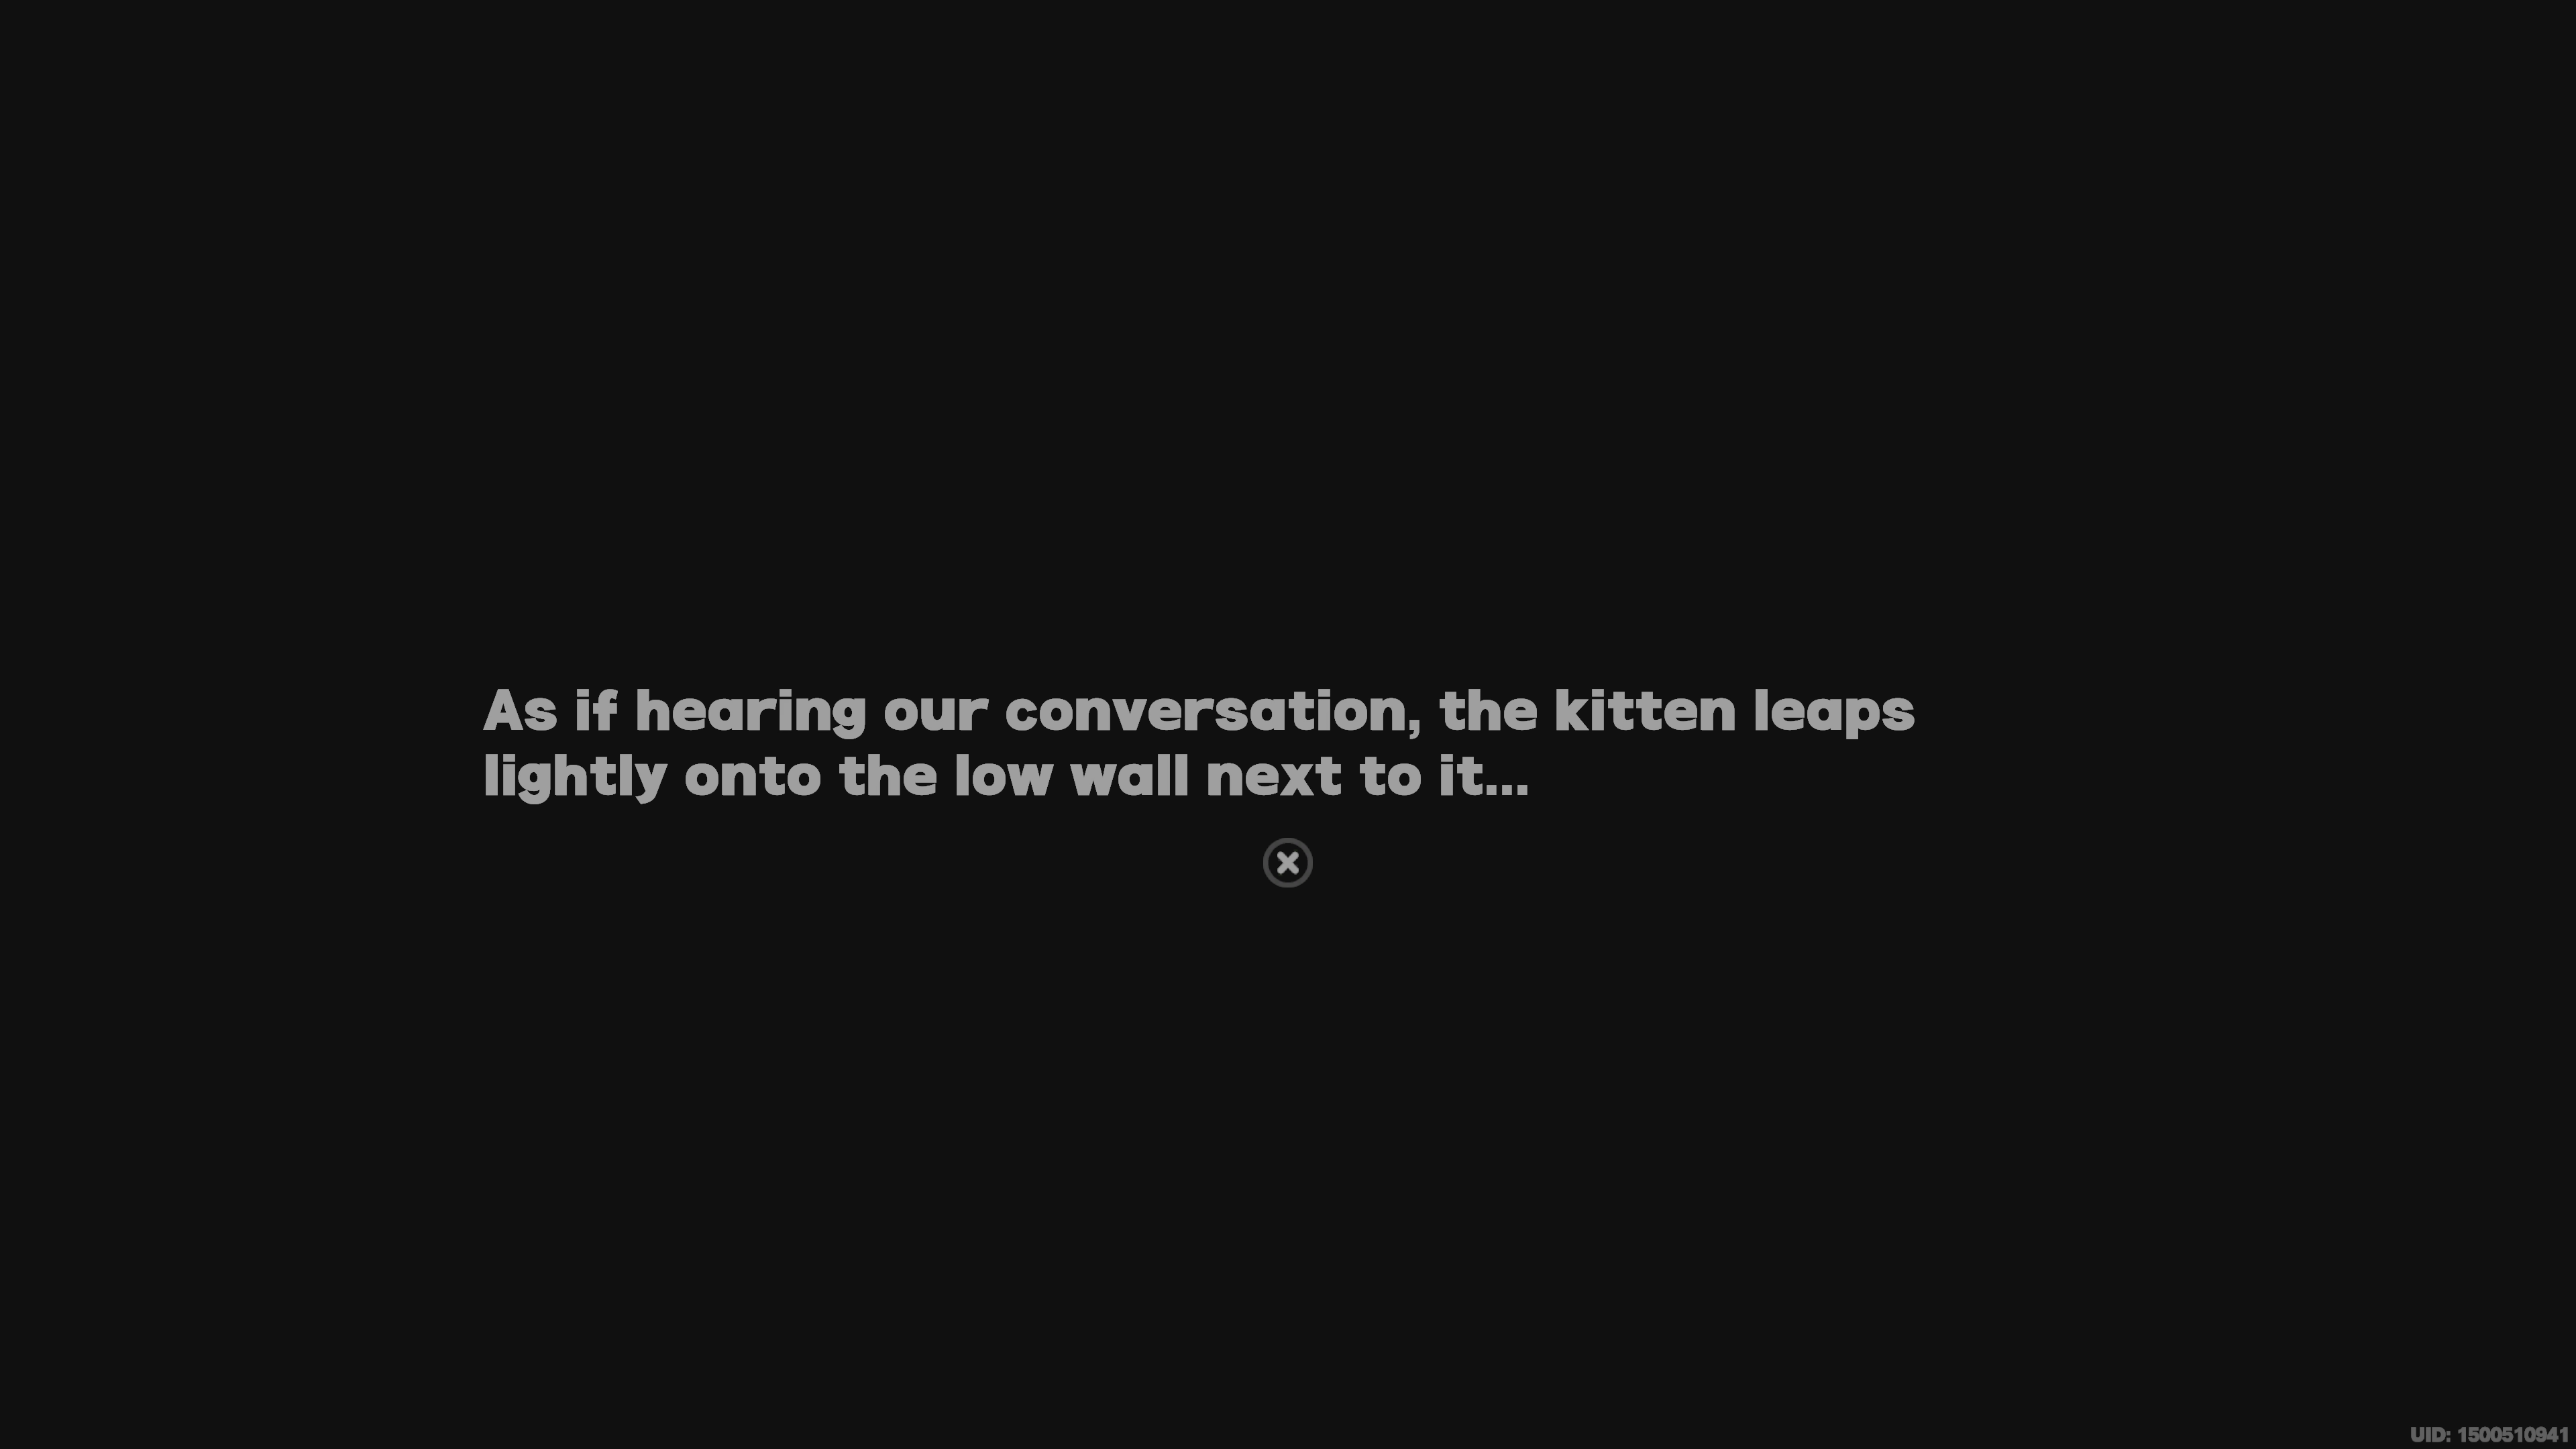 As if hearing our conversation, the kitten leaps
lightly onto the low wall next to it...
UID: 1500510941